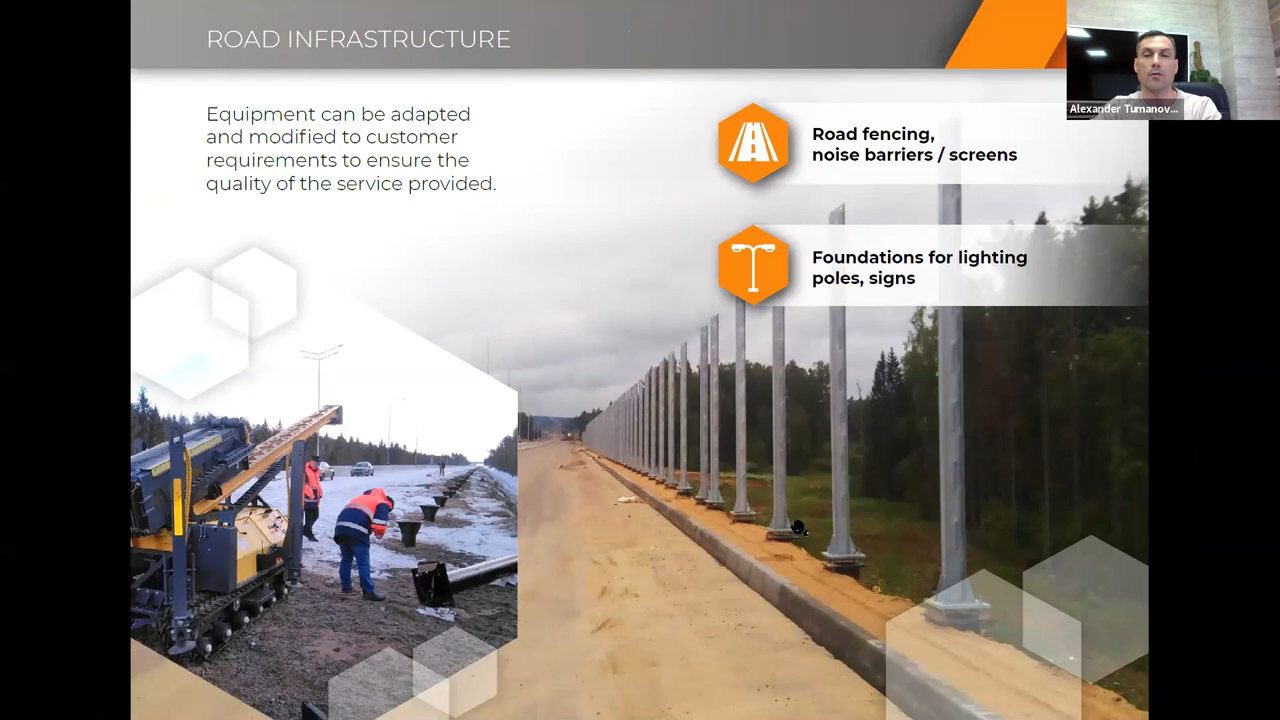 ROAD INFRASTRUCTURE
Equipment can be adapted
and modified to customer
requirements to ensure the
quality of the service provided.
Road fencing,
noise barriers / screens
Foundations for lighting
poles, signs
Alexander Tumanov...